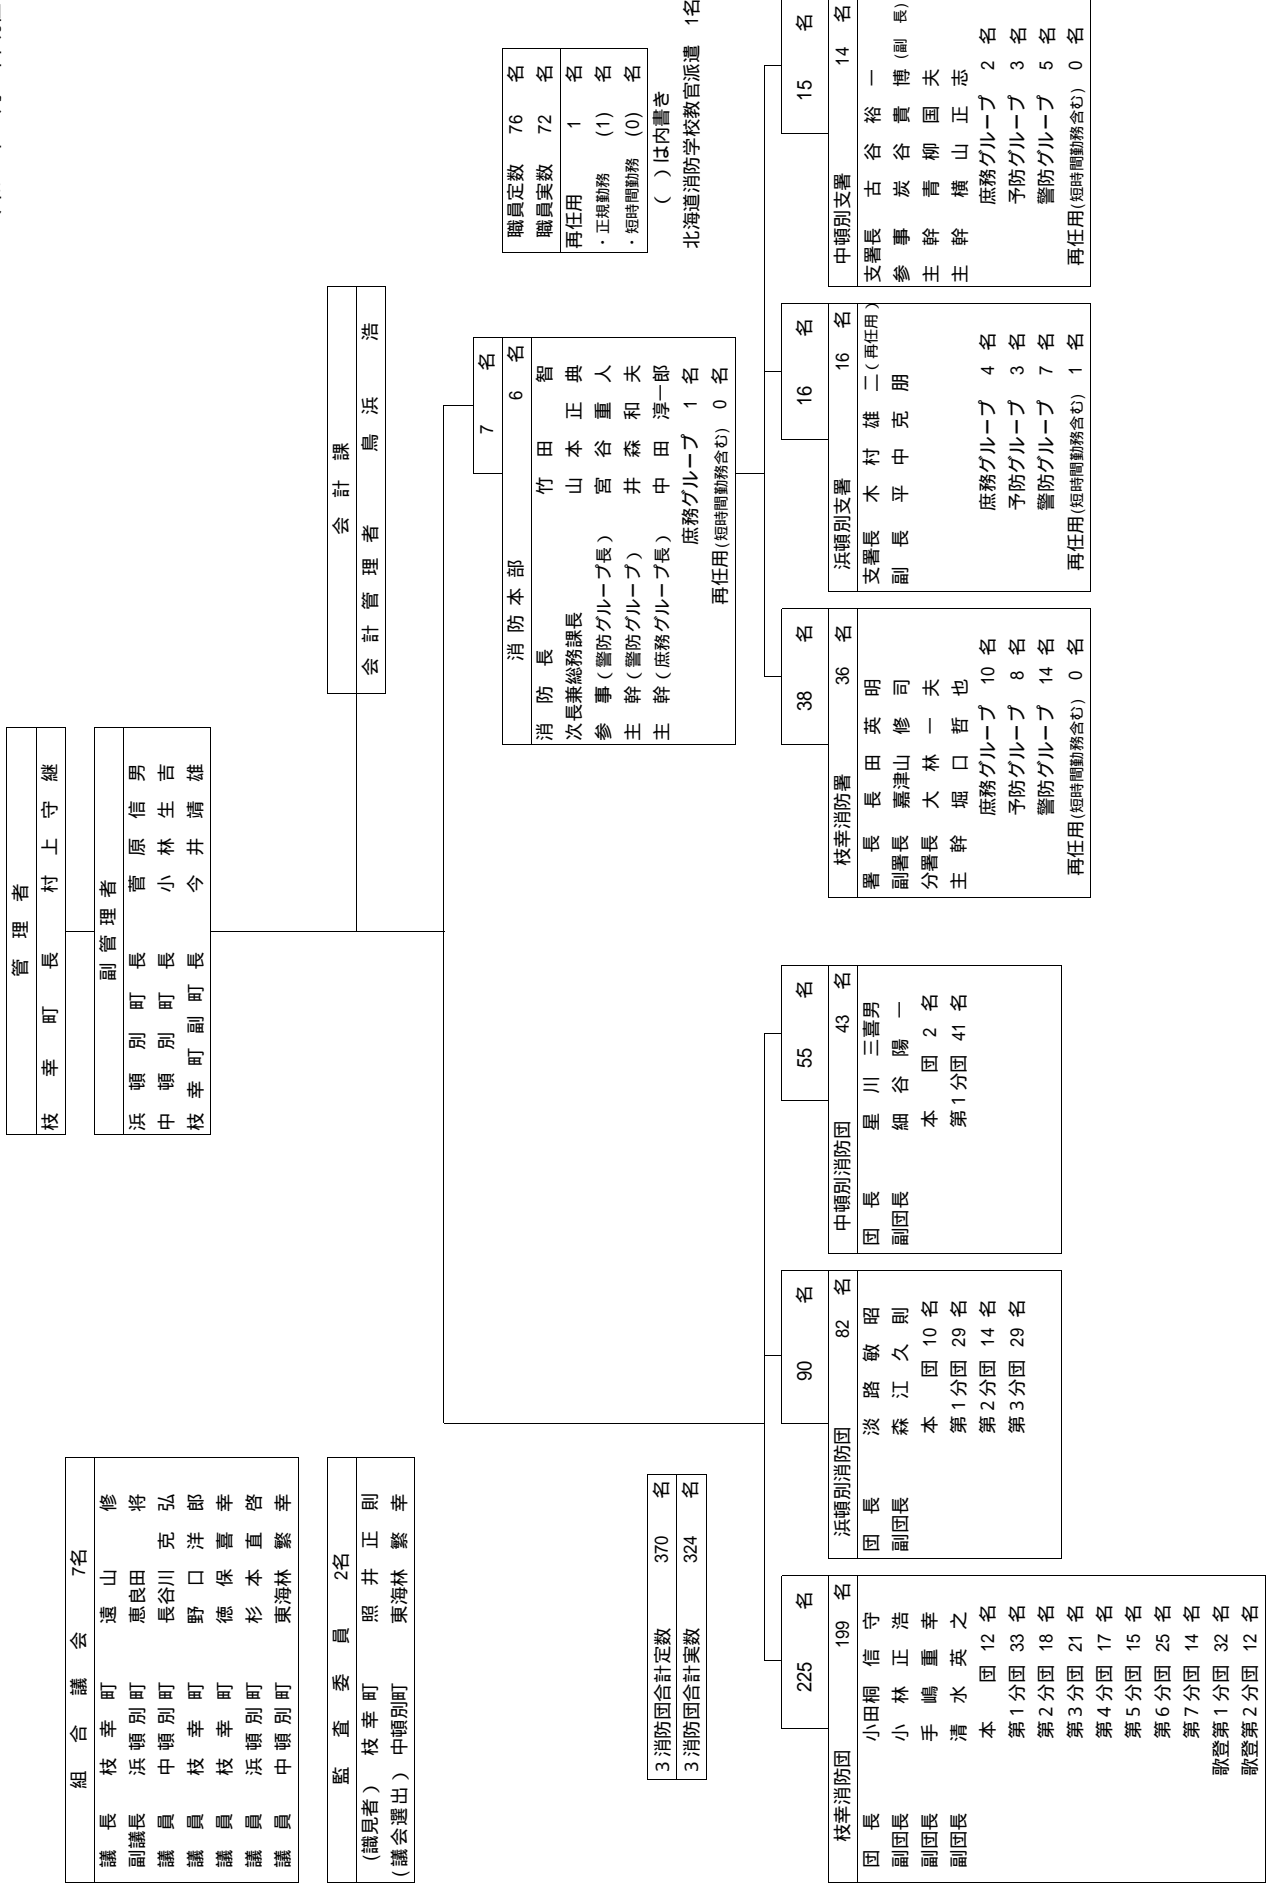 管理者
枝幸町長 村上守継
副管理者
浜頓別町長 菅原信男
中頓別町長 小林生吉
枝幸町副町長 今井靖雄
組合議会 7名
議長 枝幸町 遠山 修
副議長 浜頓別町 恵良田 将
議員 中頓別町 長谷川克弘
議員 枝幸町 野口洋郎
議員 枝幸町 徳保喜幸
議員 浜頓別町 杉本直啓
議員 中頓別町 東海林繁幸
監査委員 2名
(識見者) 枝幸町 照井正則
(議会選出) 中頓別町 東海林繁幸
会計課
会計管理者 鳥浜 浩
7 名
消防本部 6 名
消防長 竹田 智
次長兼総務課長 山本正典
参事(警防グループ長) 宮谷重人
主幹(警防グループ) 井森和夫
主幹(庶務グループ長) 中田淳一郎
庶務グループ 1 名
再任用(短時間勤務含む) 0 名
職員定数 76 名
職員実数 72 名
再任用 1 名
・正規勤務 (1) 名
・短時間勤務 (0) 名
( )は内書き
北海道消防学校教官派遣 1名
3消防団合計定数 370 名
3消防団合計実数 324 名
225 名
枝幸消防団 199 名
団長 小田桐信守
副団長 小林正浩
副団長 手嶋重幸
副団長 清水英之
本団 12 名
第1分団 33 名
第2分団 18 名
第3分団 21 名
第4分団 17 名
第5分団 15 名
第6分団 25 名
第7分団 14 名
歌登第1分団 32 名
歌登第2分団 12 名
90 名
浜頓別消防団 82 名
団長 淡路敏昭
副団長 森江久則
本団 10 名
第1分団 29 名
第2分団 14 名
第3分団 29 名
55 名
中頓別消防団 43 名
団長 星川三喜男
副団長 細谷陽一
本団 2 名
第1分団 41 名
38 名
枝幸消防署 36 名
署長 長田英明
副署長 嘉津山修司
分署長 大林一夫
主幹 堀口哲也
庶務グループ 10 名
予防グループ 8 名
警防グループ 14 名
再任用(短時間勤務含む) 0 名
16 名
浜頓別支署 16 名
支署長 木村雄二(再任用)
副長 平中克朋
庶務グループ 4 名
予防グループ 3 名
警防グループ 7 名
再任用(短時間勤務含む) 1 名
15 名
中頓別支署 14 名
支署長 古谷裕一
参事 炭谷貴博(副長)
主幹 青柳国夫
主幹 横山正志
庶務グループ 2 名
予防グループ 3 名
警防グループ 5 名
再任用(短時間勤務含む) 0 名